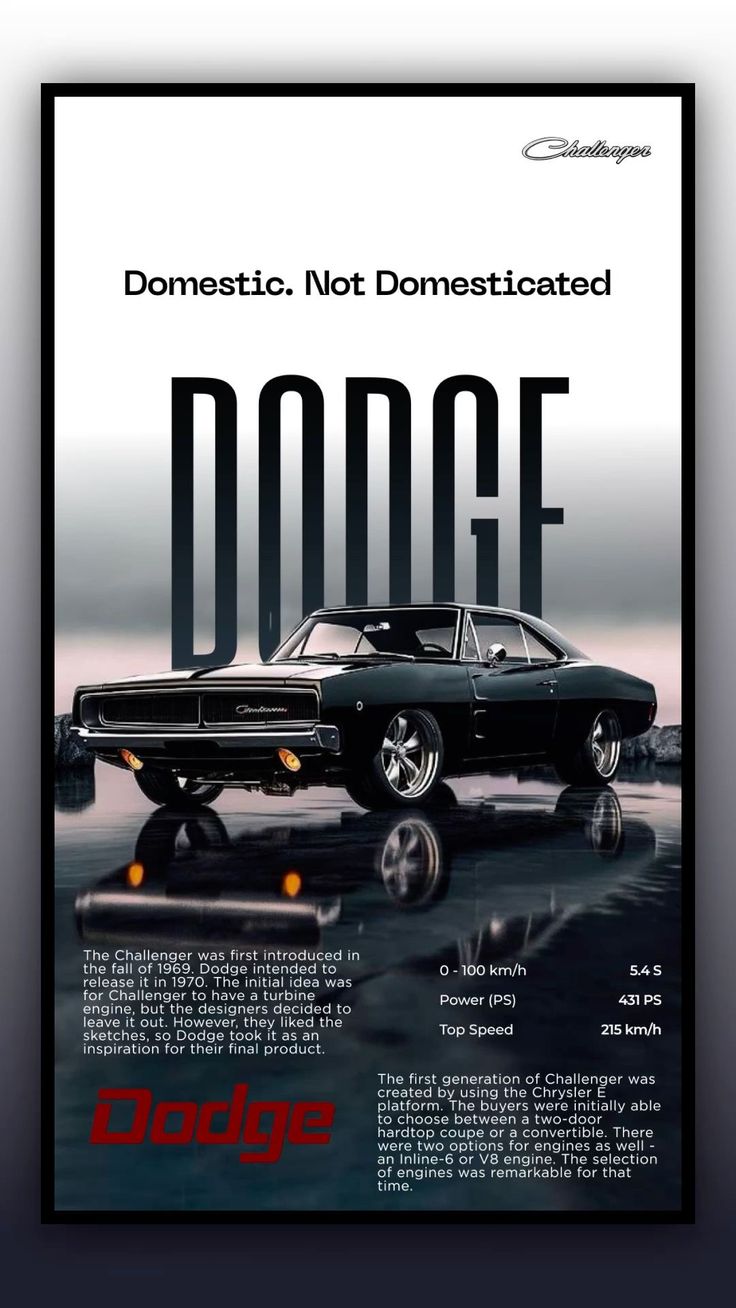 Challenger
Domestic. Not Domesticated
DODGE
The Challenger was first introduced in
the fall of 1969. Dodge intended to
release it in 1970. The initial idea was
for Challenger to have a turbine
engine, but the designers decided to
leave it out. However, they liked the
sketches, so Dodge took it as an
inspiration for their final product.
0 - 100 km/h 5.4 S
Power (PS) 431 PS
Top Speed 215 km/h
Dodge
The first generation of Challenger was
created by using the Chrysler E
platform. The buyers were initially able
to choose between a two-door
hardtop coupe or a convertible. There
were two options for engines as well -
an Inline-6 or V8 engine. The selection
of engines was remarkable for that
time.